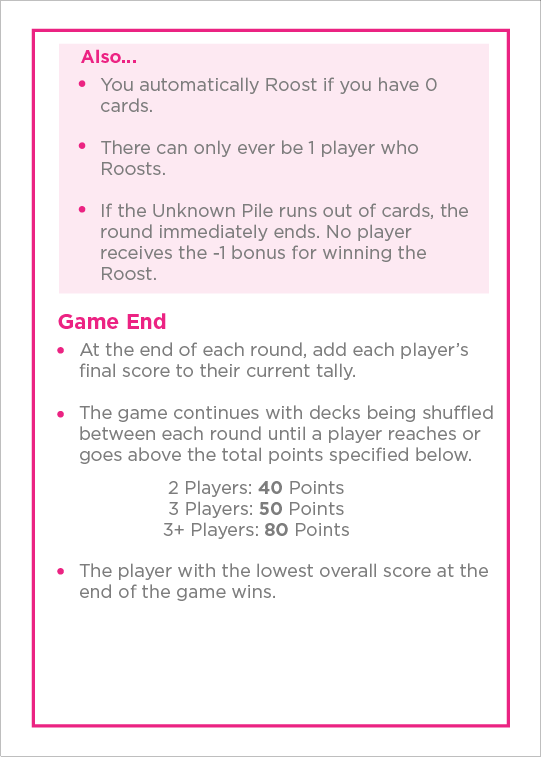 Also...
• You automatically Roost if you have 0
cards.
• There can only ever be 1 player who
Roosts.
• If the Unknown Pile runs out of cards, the
round immediately ends. No player
receives the -1 bonus for winning the
Roost.
Game End
• At the end of each round, add each player’s
final score to their current tally.
• The game continues with decks being shuffled
between each round until a player reaches or
goes above the total points specified below.
2 Players: 40 Points
3 Players: 50 Points
3+ Players: 80 Points
• The player with the lowest overall score at the
end of the game wins.